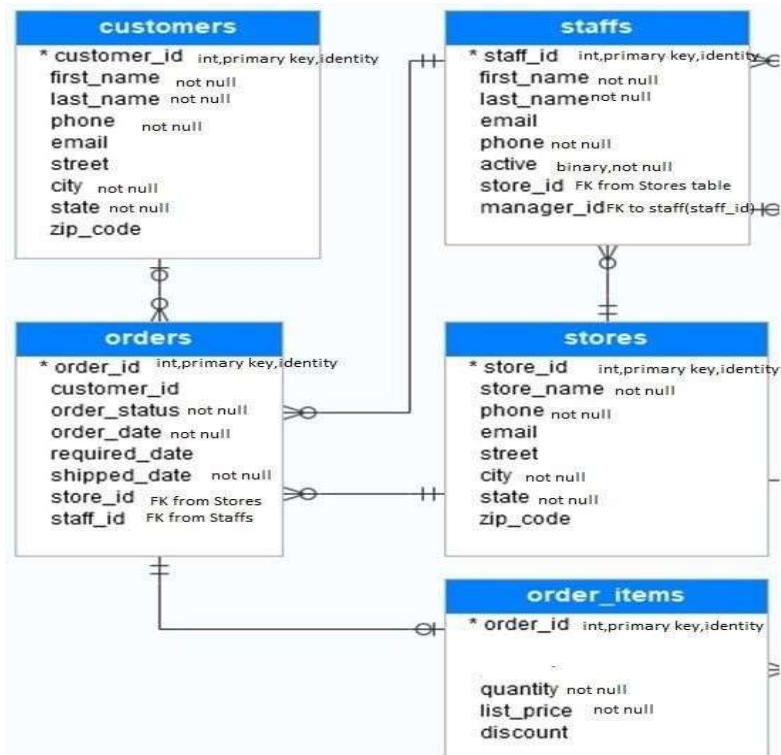 customers
* customer_id int,primary key,identity
first_name not null
last_name not null
phone not null
email
street
city not null
state not null
zip_code
staffs
* staff_id int,primary key,identity
first_name not null
last_name not null
email
phone not null
active binary,not null
store_id FK from Stores table
manager_id FK to staff(staff_id)
orders
* order_id int,primary key,identity
customer_id
order_status not null
order_date not null
required_date
shipped_date not null
store_id FK from Stores
staff_id FK from Staffs
stores
* store_id int,primary key,identity
store_name not null
phone not null
email
street
city not null
state not null
zip_code
order_items
* order_id int,primary key,identity
quantity not null
list_price not null
discount